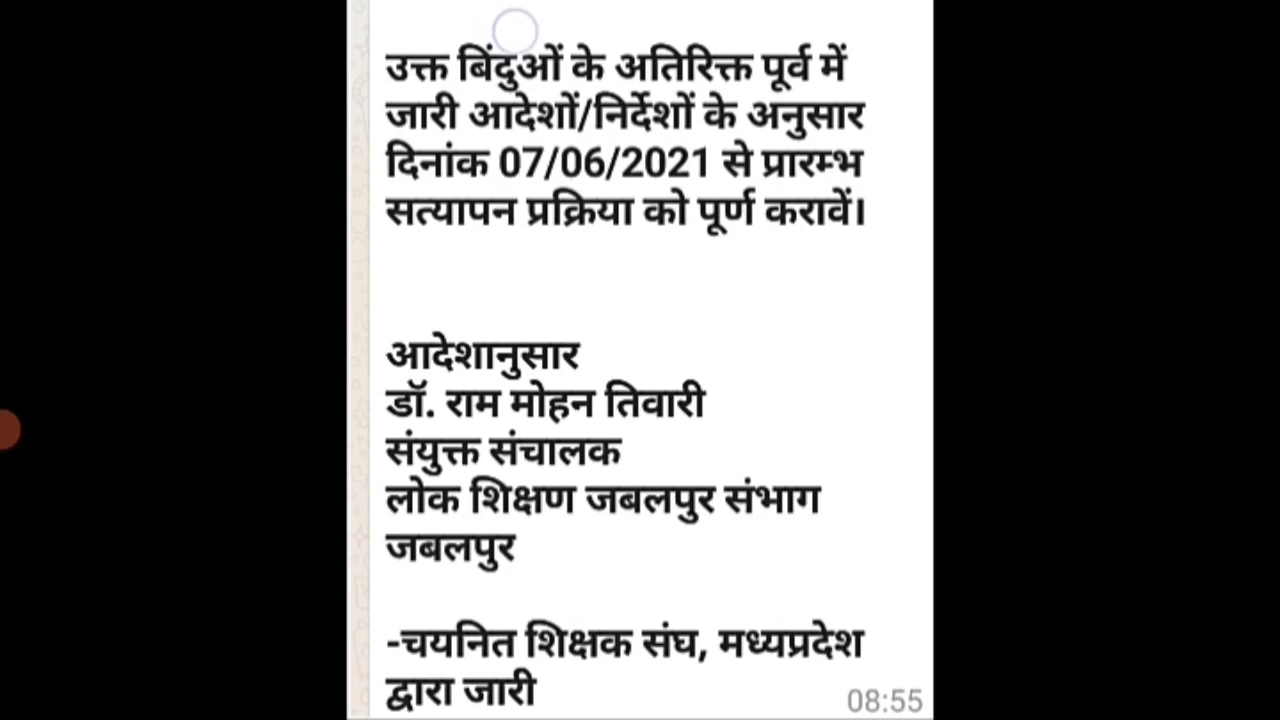 उक्त बिंदुओं के अतिरिक्त पूर्व में
जारी आदेशों/निर्देशों के अनुसार
दिनांक 07/06/2021 से प्रारम्भ
सत्यापन प्रक्रिया को पूर्ण करावें।
आदेशानुसार
डॉ. राम मोहन तिवारी
संयुक्त संचालक
लोक शिक्षण जबलपुर संभाग
जबलपुर
-चयनित शिक्षक संघ, मध्यप्रदेश
द्वारा जारी
08:55